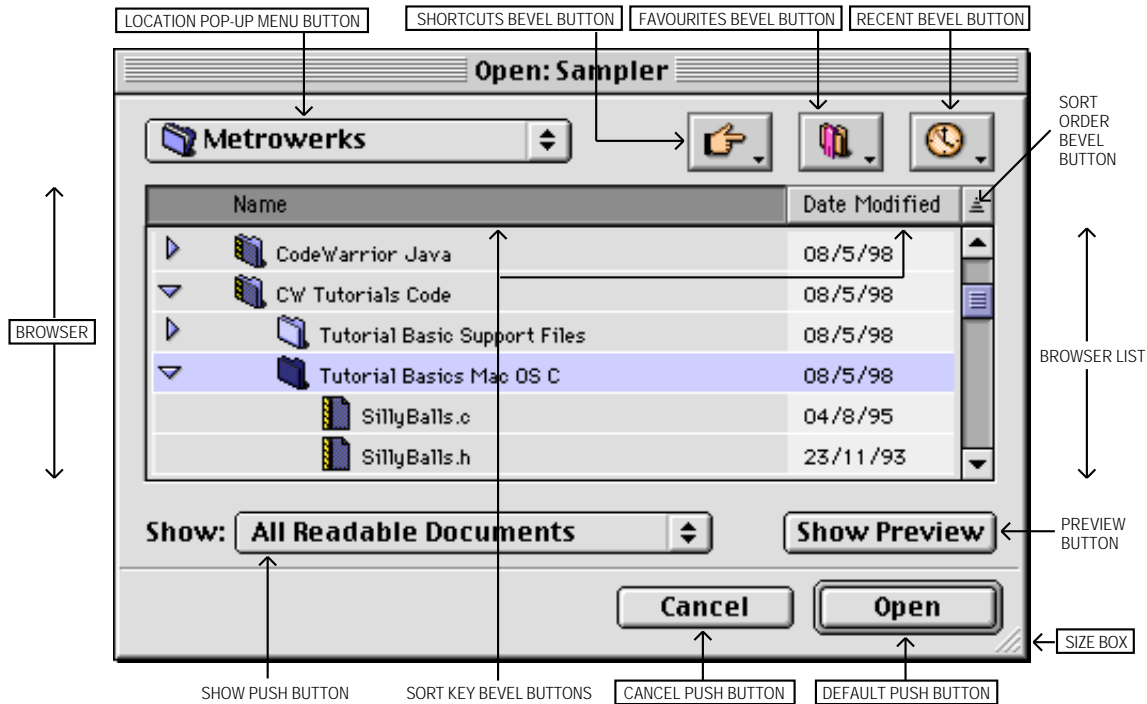 LOCATION POP-UP MENU BUTTON
SHORTCUTS BEVEL BUTTON
FAVOURITES BEVEL BUTTON
RECENT BEVEL BUTTON
Open: Sampler
SORT
ORDER
BEVEL
BUTTON
Metrowerks
Name
Date Modified
CodeWarrior Java
08/5/98
CW Tutorials Code
08/5/98
Tutorial Basic Support Files
08/5/98
Tutorial Basics Mac OS C
08/5/98
SillyBalls.c
04/8/95
SillyBalls.h
23/11/93
BROWSER
BROWSER LIST
Show:
All Readable Documents
Show Preview
PREVIEW
BUTTON
Cancel
Open
SIZE BOX
SHOW PUSH BUTTON
SORT KEY BEVEL BUTTONS
CANCEL PUSH BUTTON
DEFAULT PUSH BUTTON